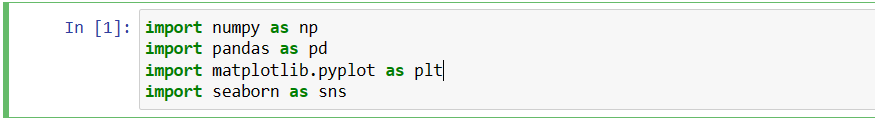 In [1]: import numpy as np
import pandas as pd
import matplotlib.pyplot as plt
import seaborn as sns